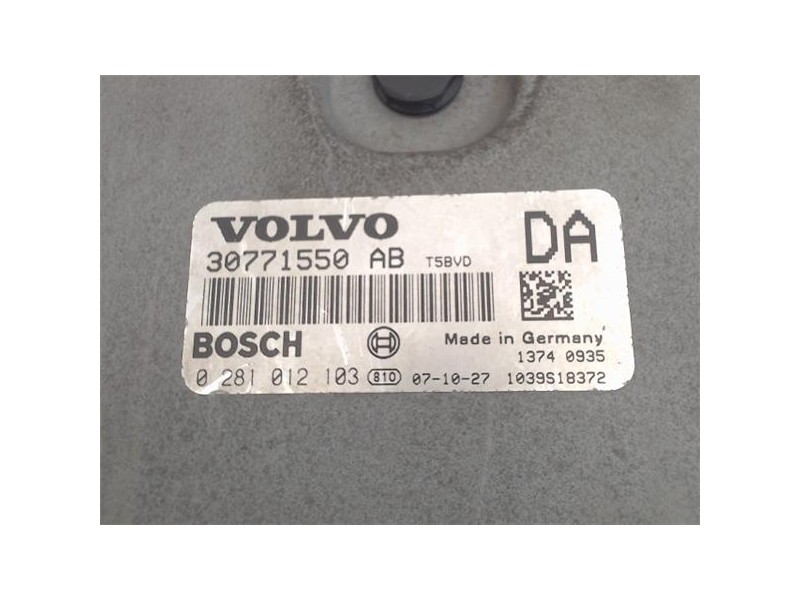 VOLVO
DA
30771550 AB T5BVD
BOSCH
Made in Germany
1374 0935
0 281 012 103 810 07-10-27 1039S18372